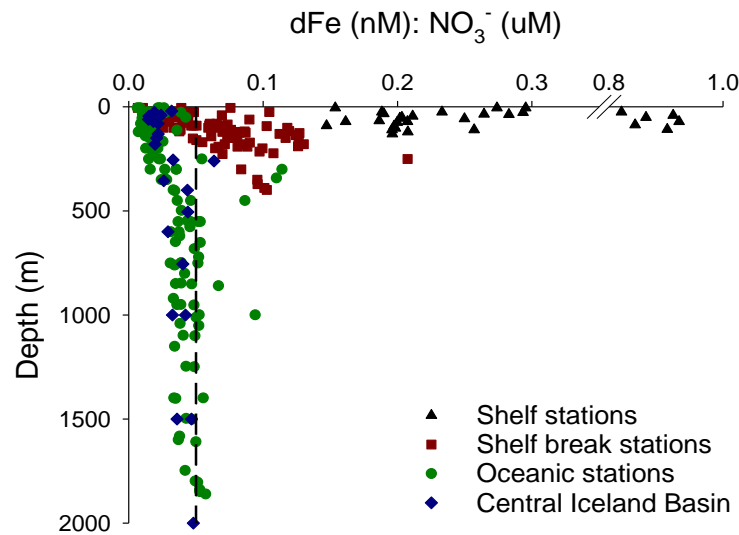 dFe (nM): NO₃⁻ (uM)
0.0 0.1 0.2 0.3 0.8 1.0
0
500
1000
1500
2000
Depth (m)
Shelf stations
Shelf break stations
Oceanic stations
Central Iceland Basin